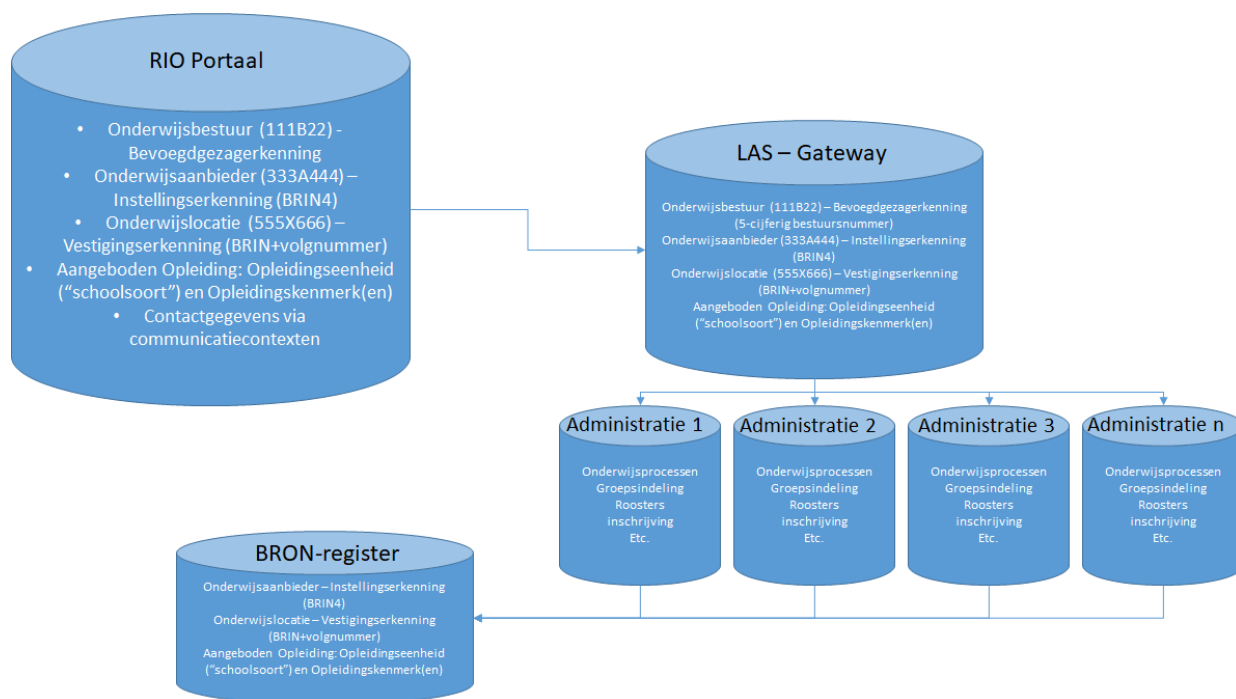 RIO Portaal
• Onderwijsbestuur (111B22) -
Bevoegdgezagerkenning
• Onderwijsaanbieder (333A444) –
Instellingserkenning (BRIN4)
• Onderwijslocatie (555X666) –
Vestigingserkenning (BRIN+volgnummer)
• Aangeboden Opleiding: Opleidingseenheid
(“schoolsoort”) en Opleidingskenmerk(en)
• Contactgegevens via
communicatiecontexten
LAS – Gateway
Onderwijsbestuur (111B22) – Bevoegdgezagerkenning
(5-cijferig bestuursnummer)
Onderwijsaanbieder (333A444) – Instellingserkenning
(BRIN4)
Onderwijslocatie (555X666) – Vestigingserkenning
(BRIN+volgnummer)
Aangeboden Opleiding: Opleidingseenheid
(“schoolsoort”) en Opleidingskenmerk(en)
Administratie 1
Onderwijsprocessen
Groepsindeling
Roosters
inschrijving
Etc.
Administratie 2
Onderwijsprocessen
Groepsindeling
Roosters
inschrijving
Etc.
Administratie 3
Onderwijsprocessen
Groepsindeling
Roosters
inschrijving
Etc.
Administratie n
Onderwijsprocessen
Groepsindeling
Roosters
inschrijving
Etc.
BRON-register
Onderwijsaanbieder – Instellingserkenning
(BRIN4)
Onderwijslocatie – Vestigingserkenning
(BRIN+volgnummer)
Aangeboden Opleiding: Opleidingseenheid
(“schoolsoort”) en Opleidingskenmerk(en)